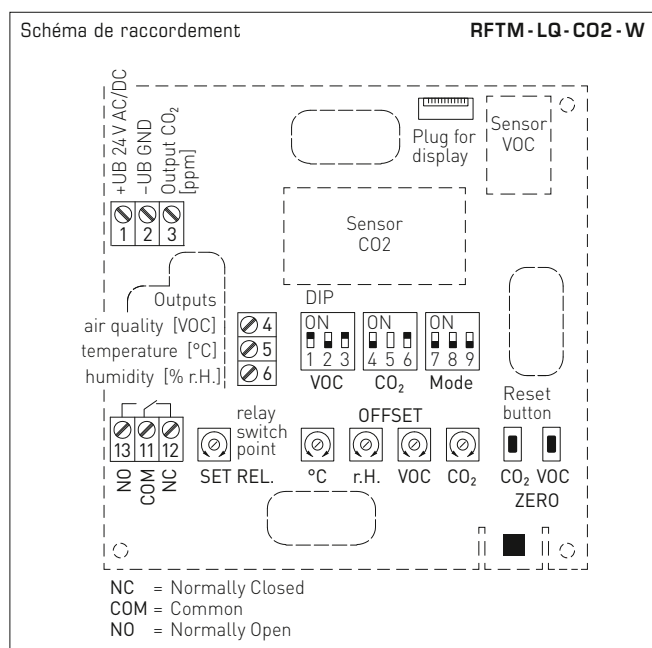 Schéma de raccordement
RFTM-LQ-CO2-W
+UB 24V AC/DC
–UB GND
Output CO₂
[ppm]
Plug for
display
Sensor
VOC
1 2 3
Sensor
CO2
Outputs
air quality [VOC]
temperature [°C]
humidity [% r.H.]
4
5
6
DIP
ON
1 2 3
VOC
ON
4 5 6
CO₂
ON
7 8 9
Mode
13 11 12
NO
COM
NC
relay
switch
point
SET REL.
OFFSET
°C
r.H.
VOC
CO₂
Reset
button
CO₂ VOC
ZERO
NC = Normally Closed
COM = Common
NO = Normally Open